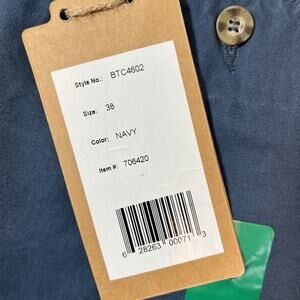 Style No.: BTC4602
Size: 38
Color: NAVY
Item #: 706420
6 28263 00071 3